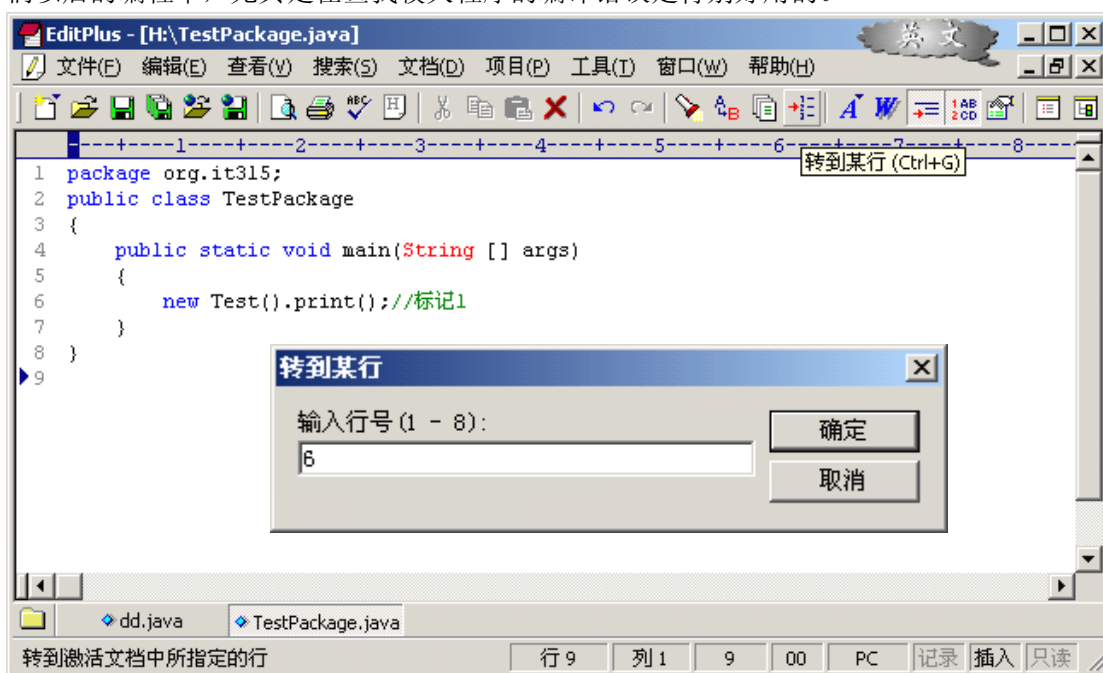 EditPlus - [H:\TestPackage.java]
英 文
文件(F) 编辑(E) 查看(V) 搜索(S) 文档(D) 项目(P) 工具(T) 窗口(W) 帮助(H)
----+----1----+----2----+----3----+----4----+----5----+----6----+----7----+----8----
转到某行 (Ctrl+G)
1 package org.it315;
2 public class TestPackage
3 {
4 public static void main(String [] args)
5 {
6 new Test().print();//标记1
7 }
8 }
9
转到某行
输入行号(1 - 8):
6
确定
取消
dd.java TestPackage.java
转到激活文档中所指定的行 行 9 列 1 9 00 PC 记录 插入 只读